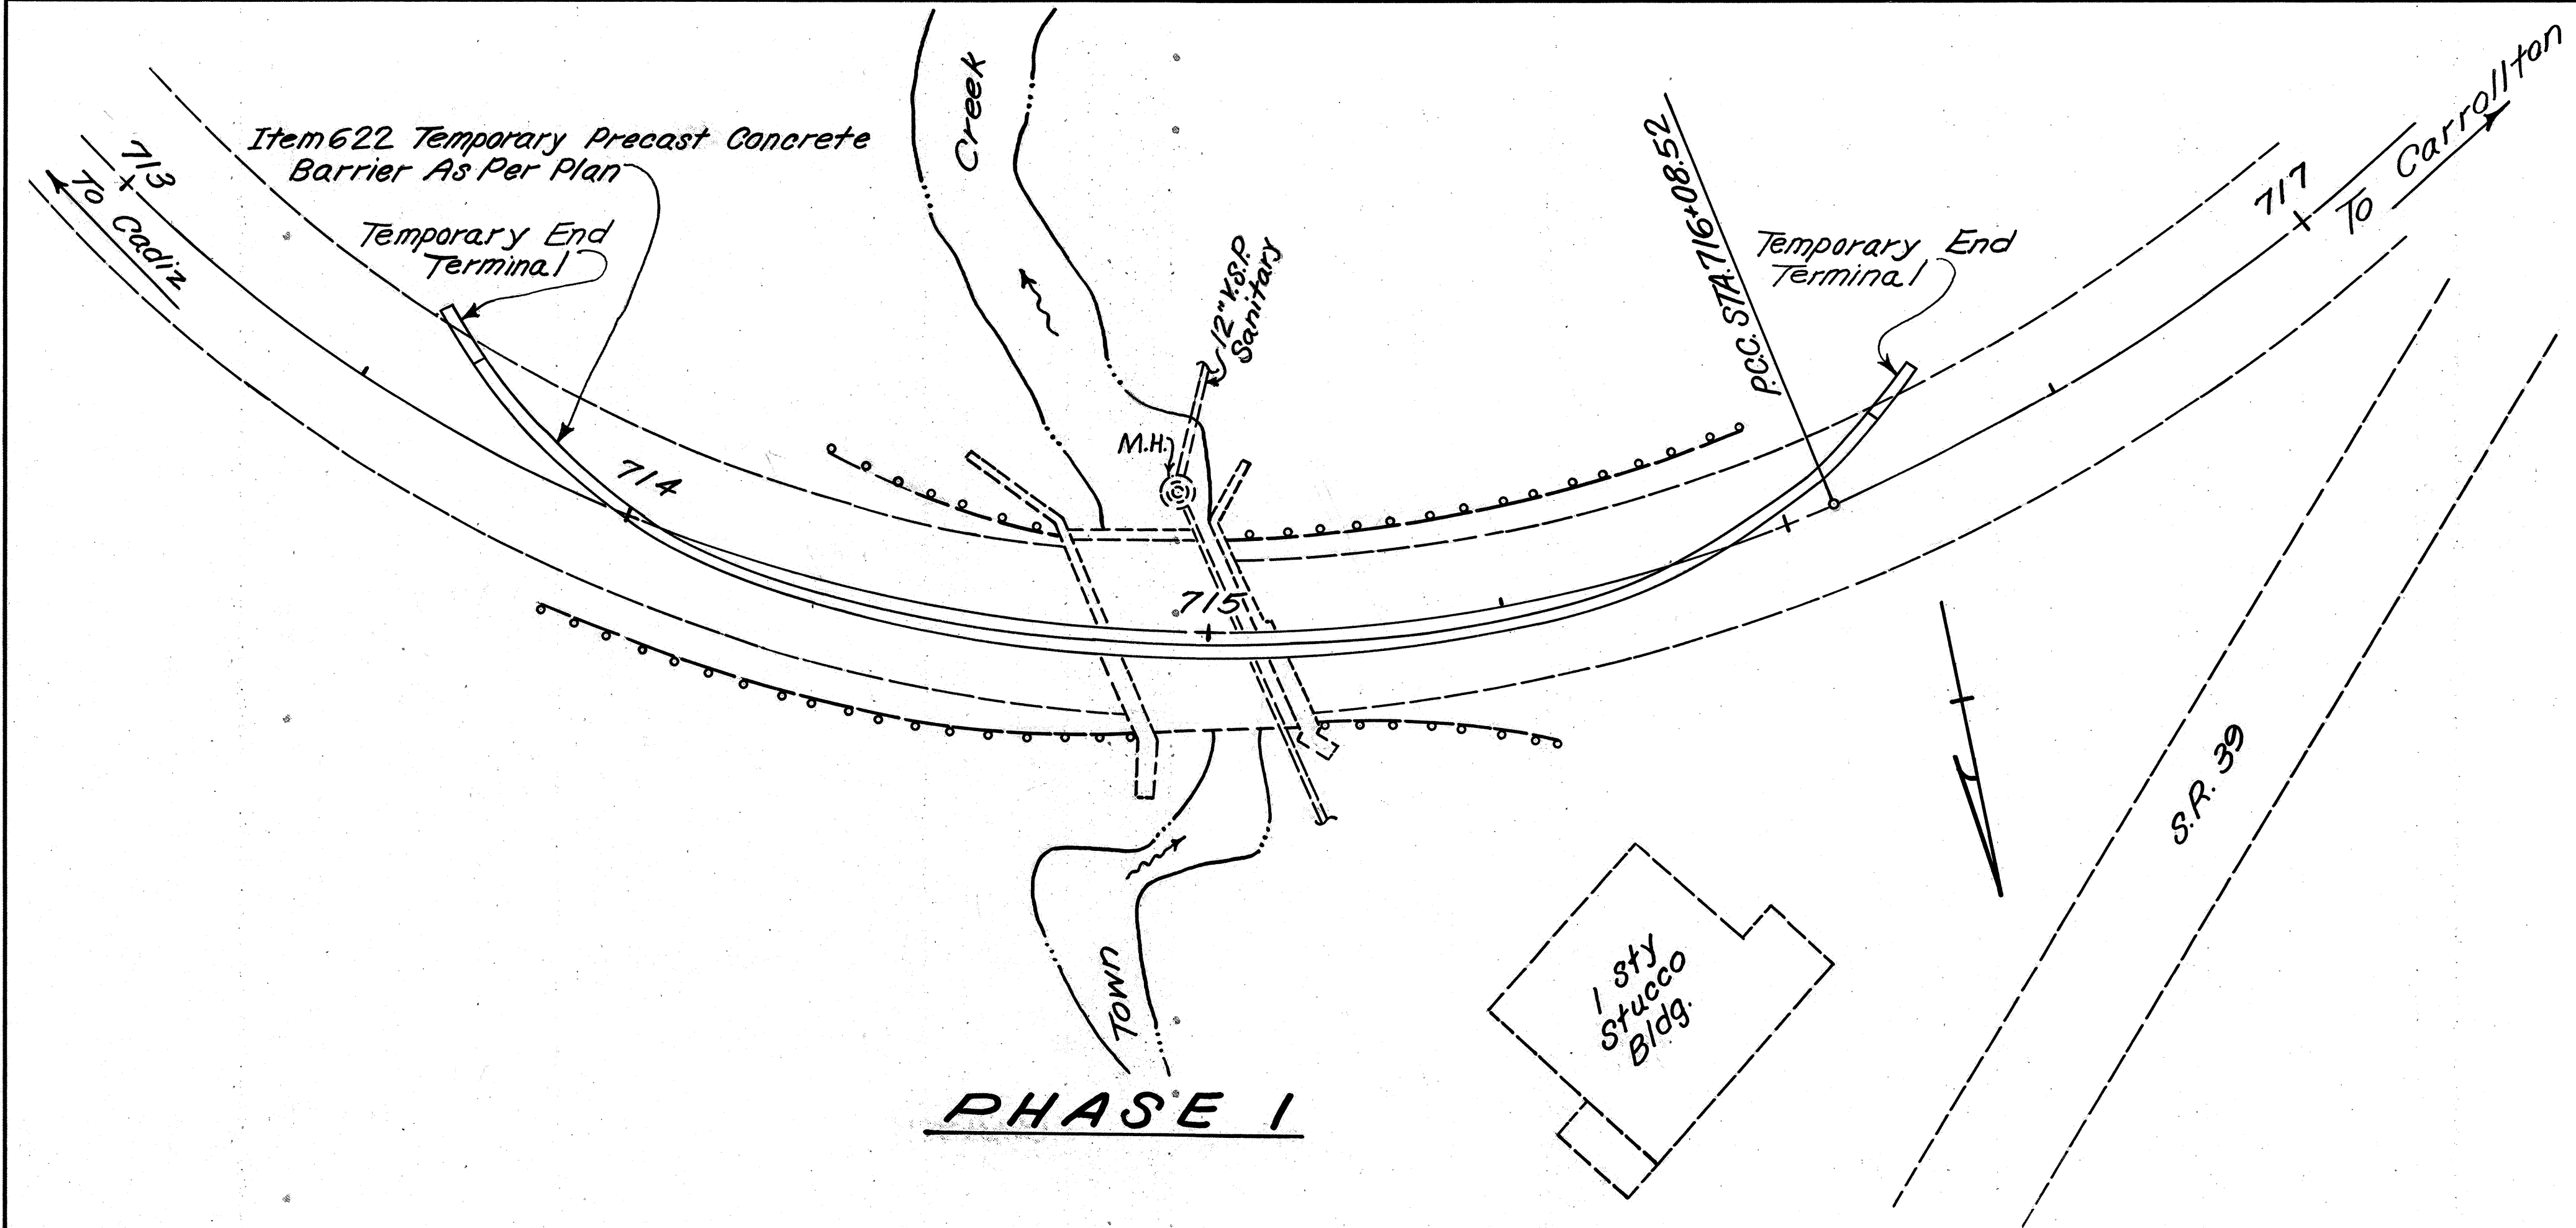 Creek
Item 622 Temporary Precast Concrete
Barrier As Per Plan
713
To Cadiz
Temporary End
Terminal
12" V.S.P.
Sanitary
P.C.C. STA. 716+08.52
Temporary End
Terminal
717
To Carrollton
M.H.
714
715
S.R. 39
1 Sty
Stucco
Bldg.
Town
PHASE 1